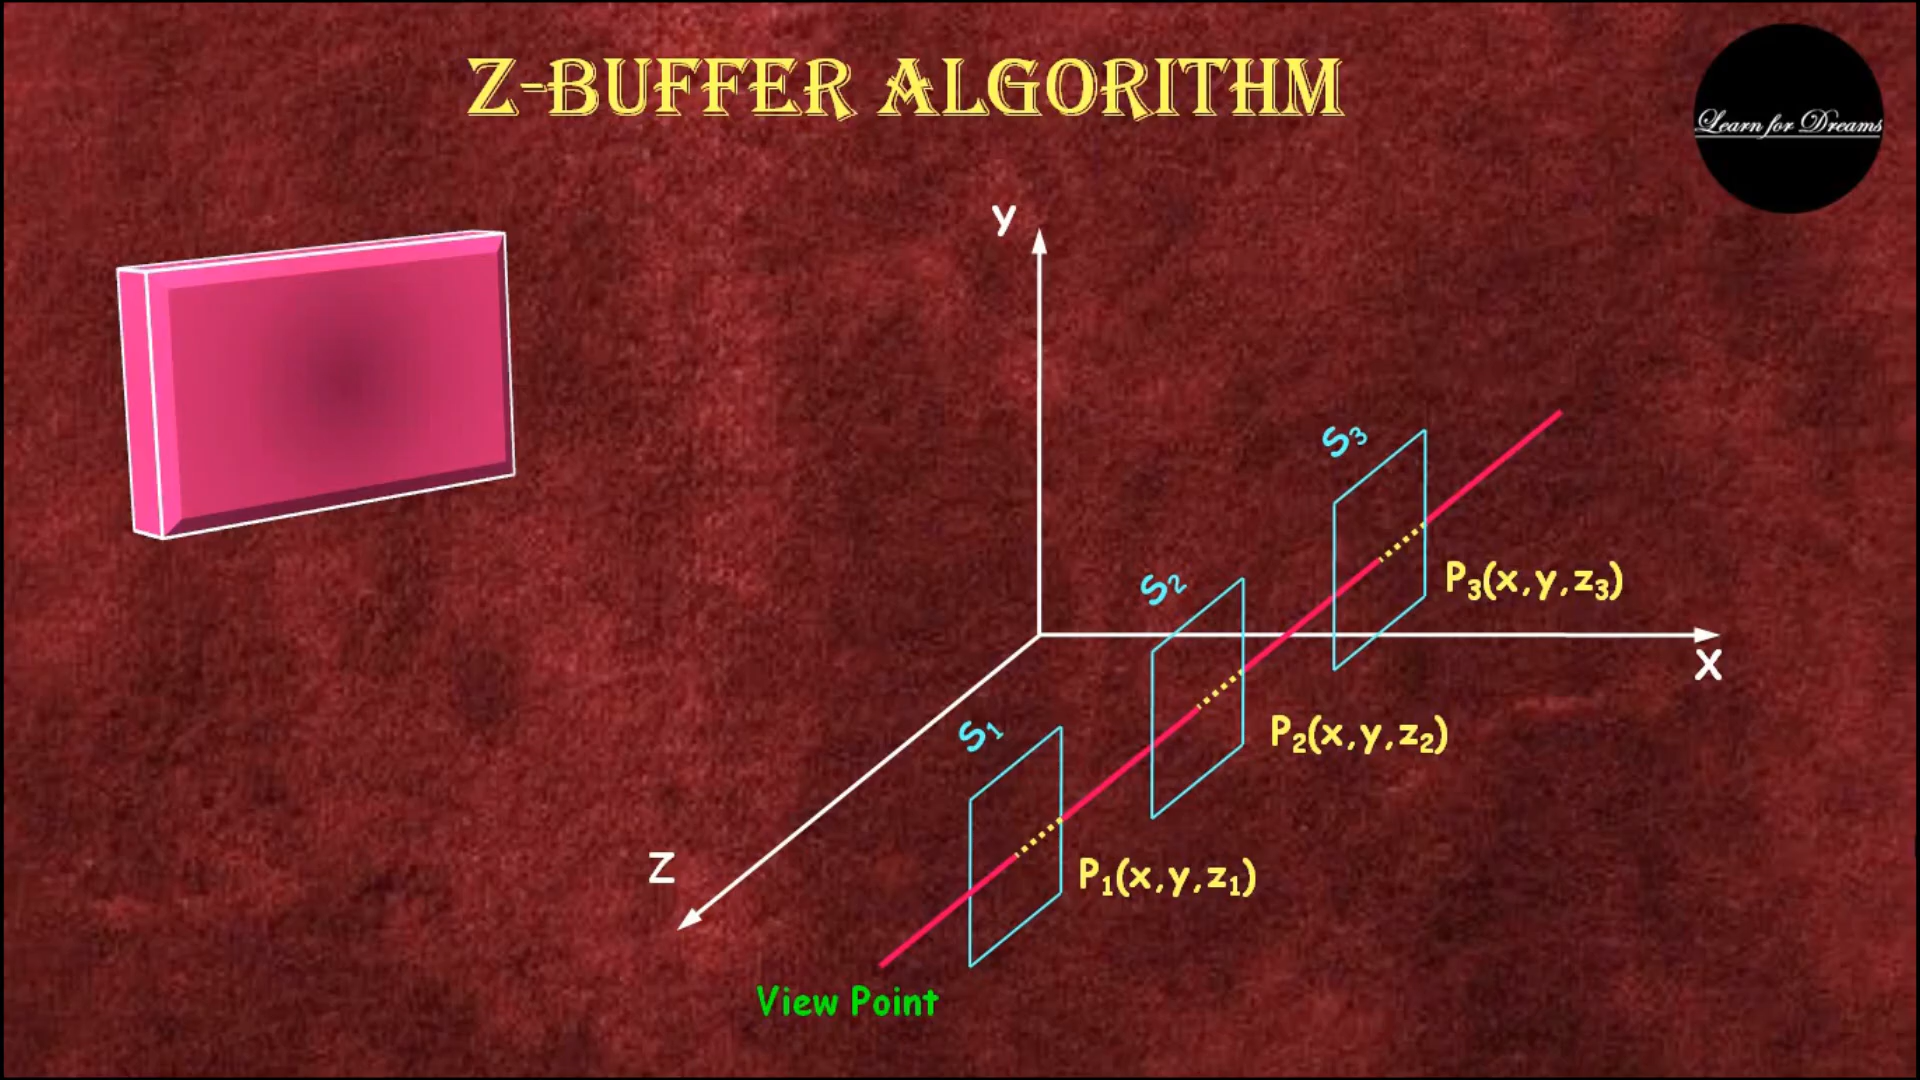 Z-BUFFER ALGORITHM
Learn for Dreams
y
S₃
P₃(x,y,z₃)
S₂
x
S₁
P₂(x,y,z₂)
z
P₁(x,y,z₁)
View Point